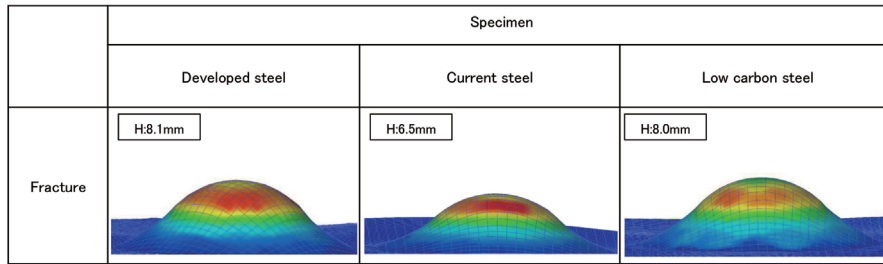 Specimen
Developed steel
Current steel
Low carbon steel
Fracture
H:8.1mm
H:6.5mm
H:8.0mm